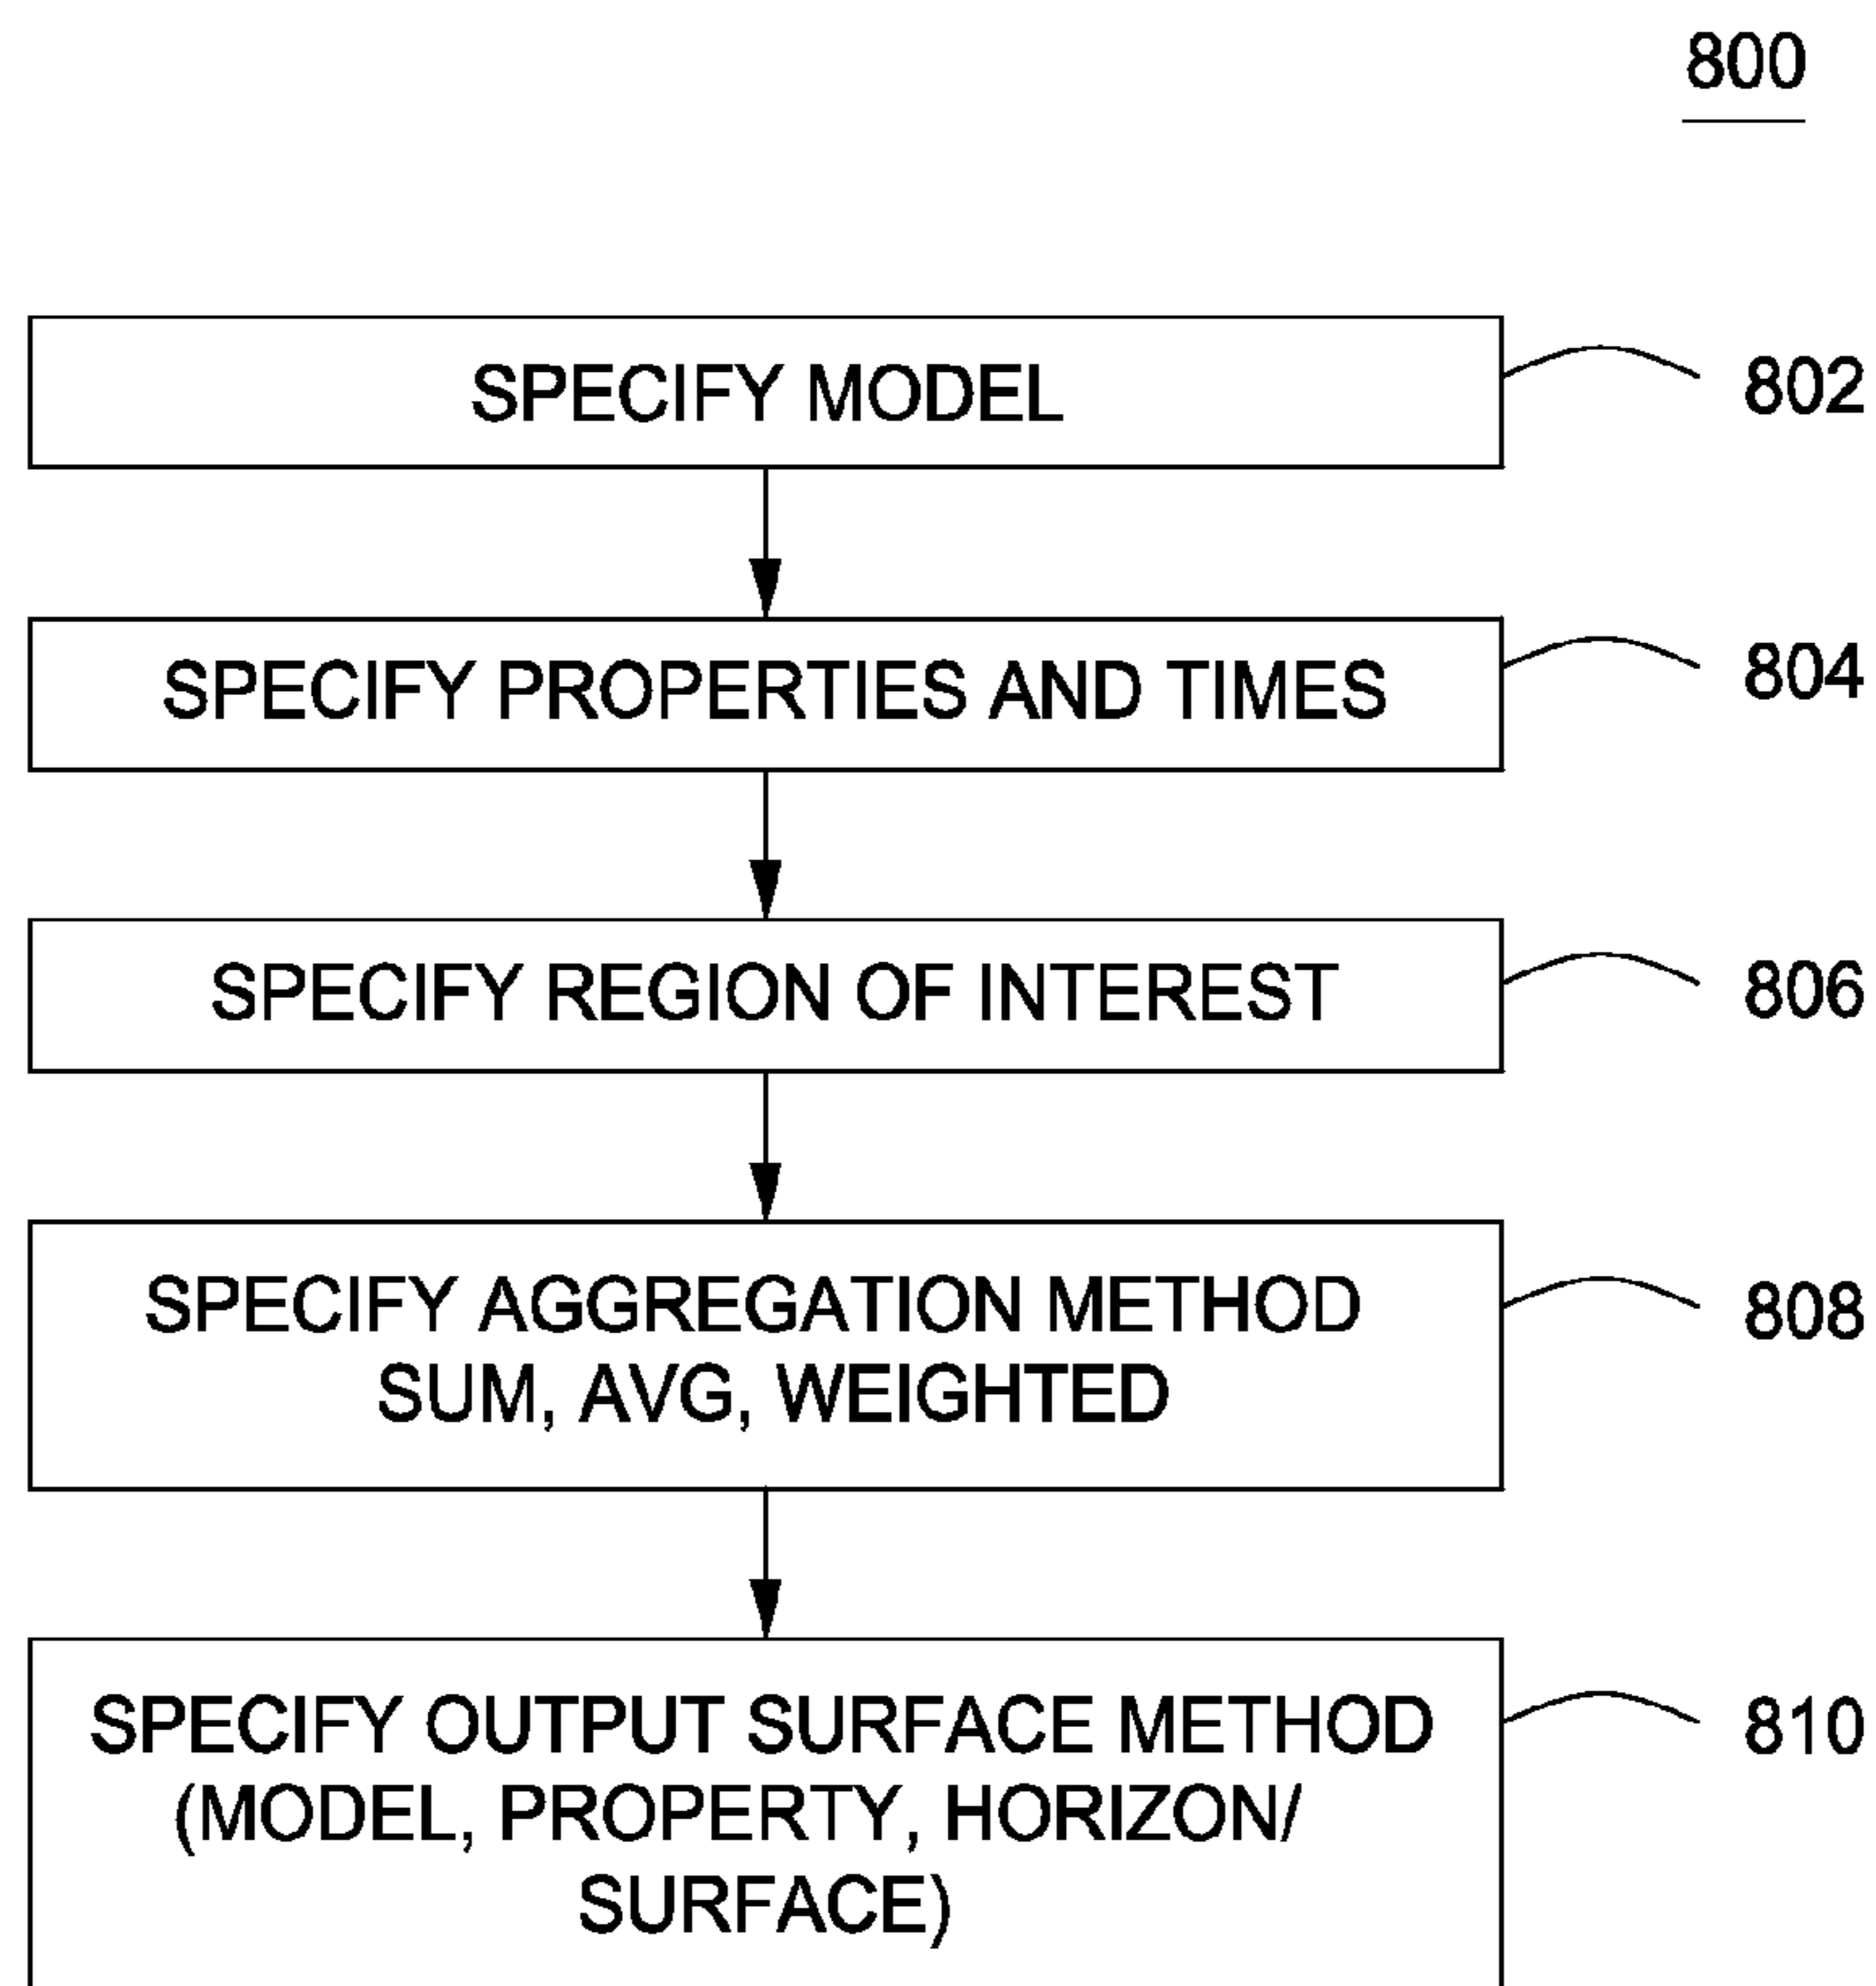 800
SPECIFY MODEL
802
SPECIFY PROPERTIES AND TIMES
804
SPECIFY REGION OF INTEREST
806
SPECIFY AGGREGATION METHOD
SUM, AVG, WEIGHTED
808
SPECIFY OUTPUT SURFACE METHOD
(MODEL, PROPERTY, HORIZON/
SURFACE)
810